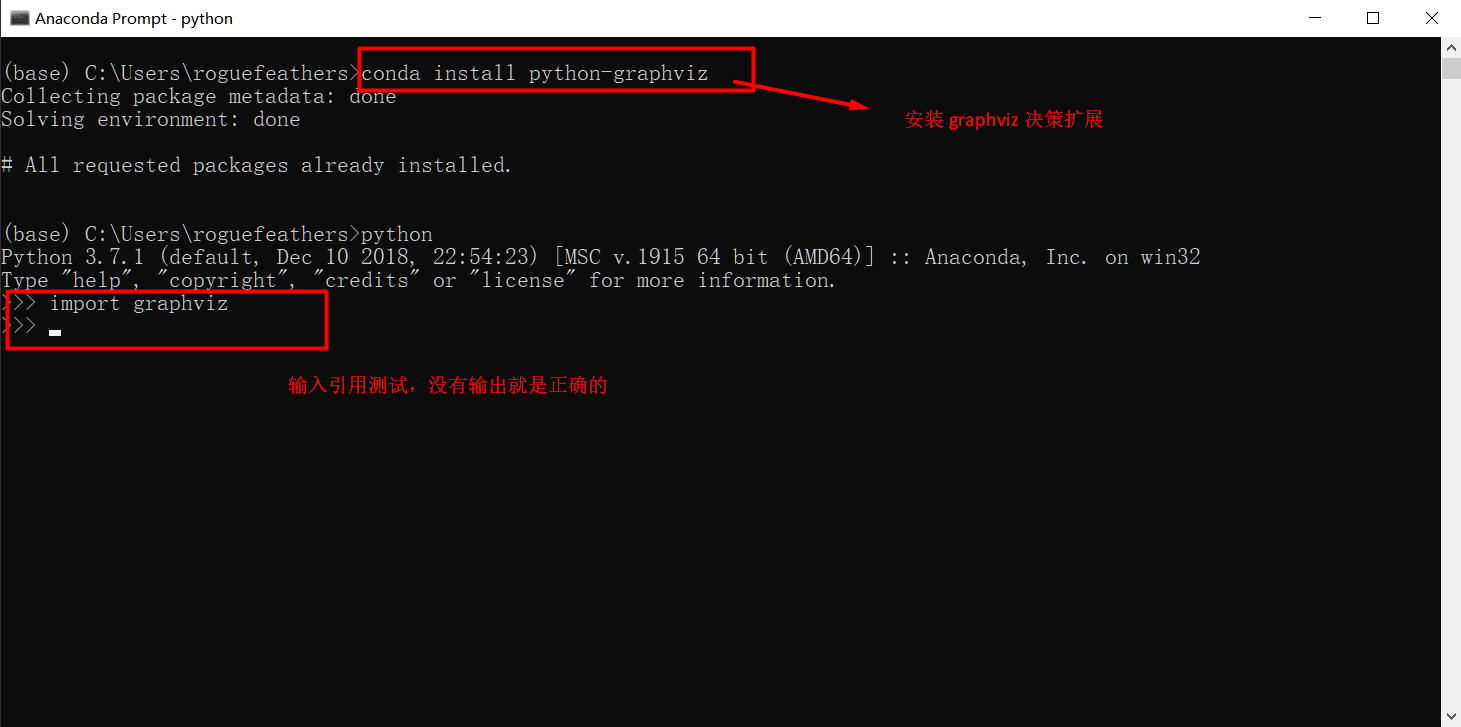 Anaconda Prompt - python
(base) C:\Users\roguefeathers>conda install python-graphviz
Collecting package metadata: done
安装 graphviz 决策扩展
Solving environment: done
# All requested packages already installed.
(base) C:\Users\roguefeathers>python
Python 3.7.1 (default, Dec 10 2018, 22:54:23) [MSC v.1915 64 bit (AMD64)] :: Anaconda, Inc. on win32
Type "help", "copyright", "credits" or "license" for more information.
>>> import graphviz
>>>
输入引用测试，没有输出就是正确的